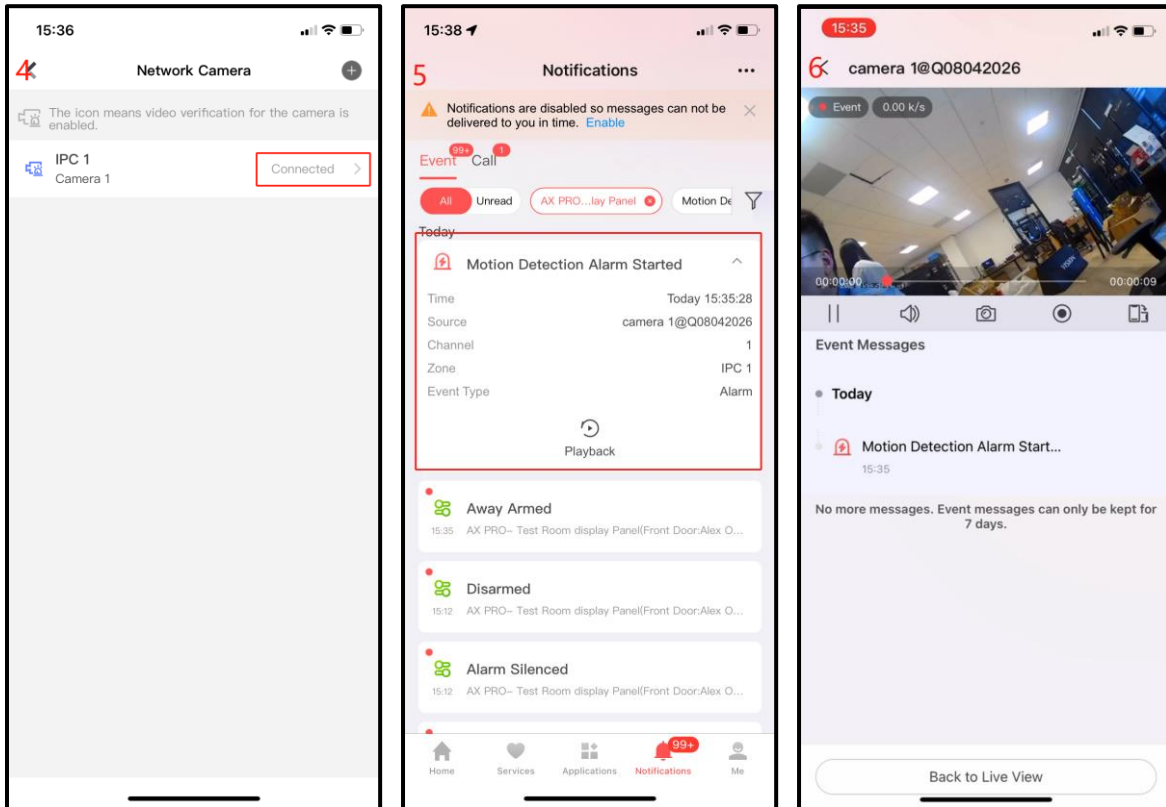 15:36
4
Network Camera
The icon means video verification for the camera is
enabled.
IPC 1
Camera 1
Connected
15:38
5
Notifications
Notifications are disabled so messages can not be
delivered to you in time. Enable
99+
1
Event Call
All Unread AX PRO...lay Panel Motion De
Today
Motion Detection Alarm Started
Time Today 15:35:28
Source camera 1@Q08042026
Channel 1
Zone IPC 1
Event Type Alarm
Playback
Away Armed
15:35 AX PRO– Test Room display Panel(Front Door:Alex O...
Disarmed
15:12 AX PRO– Test Room display Panel(Front Door:Alex O...
Alarm Silenced
15:12 AX PRO– Test Room display Panel(Front Door:Alex O...
99+
Home Services Applications Notifications Me
15:35
6
camera 1@Q08042026
Event 0.00 k/s
00:00:00 00:00:09
Event Messages
Today
Motion Detection Alarm Start...
15:35
No more messages. Event messages can only be kept for
7 days.
Back to Live View